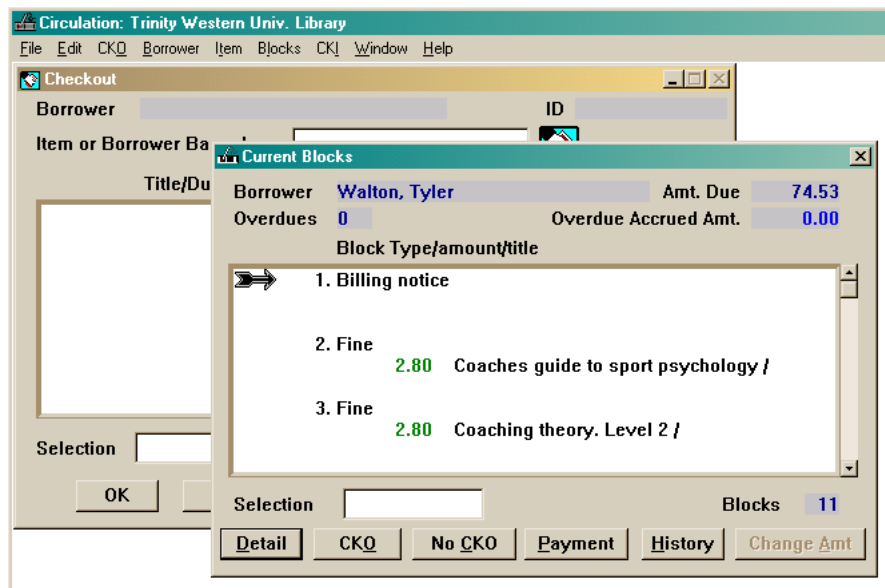 Circulation: Trinity Western Univ. Library
File Edit CKO Borrower Item Blocks CKI Window Help
Checkout
Borrower ID
Item or Borrower
Current Blocks
Borrower Walton, Tyler Amt. Due 74.53
Overdues 0 Overdue Accrued Amt. 0.00
Block Type/amount/title
1. Billing notice
2. Fine
2.80 Coaches guide to sport psychology /
3. Fine
2.80 Coaching theory. Level 2 /
Selection Blocks 11
Detail CKO No CKO Payment History Change Amt
Selection
OK